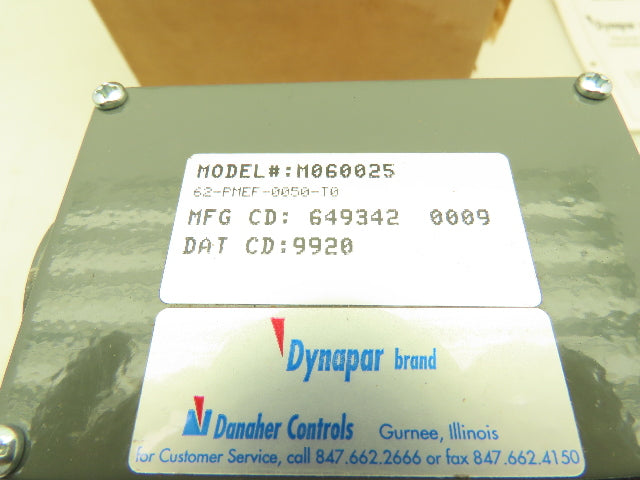 MODEL#:M060025
62-PMEF-0050-T0
MFG CD: 649342 0009
DAT CD:9920
Dynapar brand
Danaher Controls Gurnee, Illinois
for Customer Service, call 847.662.2666 or fax 847.662.4150